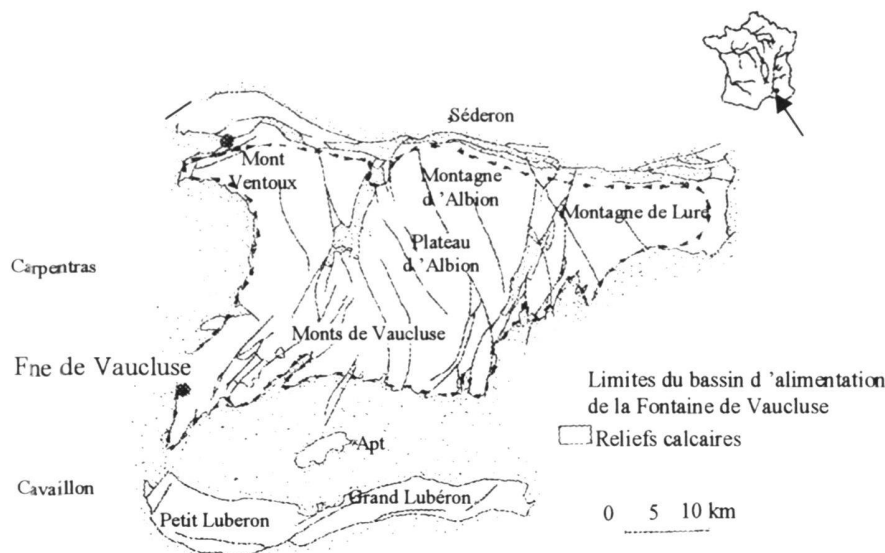 Séderon
Mont
Ventoux
Montagne
d 'Albion
Montagne de Lure
Plateau
d 'Albion
Carpentras
Monts de Vaucluse
Fne de Vaucluse
Limites du bassin d 'alimentation
de la Fontaine de Vaucluse
Reliefs calcaires
Apt
Cavaillon
Grand Lubéron
Petit Luberon
0 5 10 km